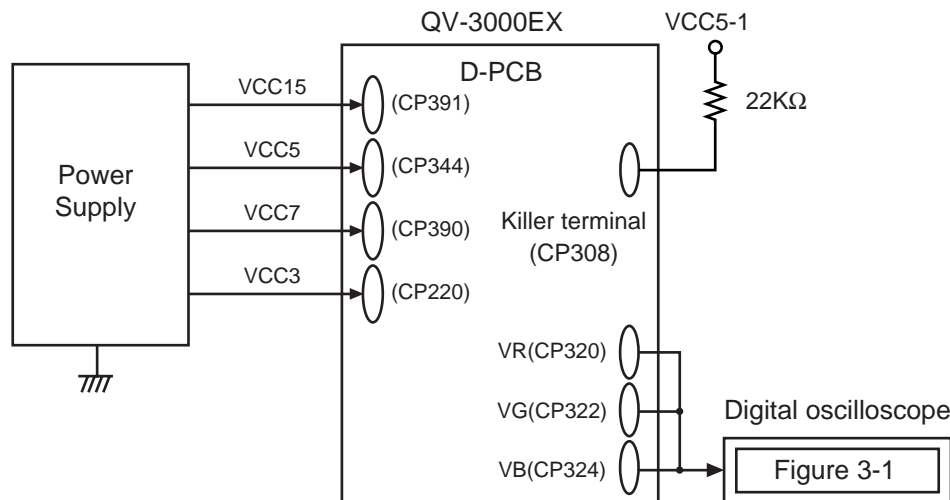 QV-3000EX
VCC5-1
D-PCB
VCC15
(CP391)
22KΩ
VCC5
(CP344)
Power
Supply
VCC7
(CP390)
Killer terminal
(CP308)
VCC3
(CP220)
VR(CP320)
VG(CP322)
Digital oscilloscope
VB(CP324)
Figure 3-1